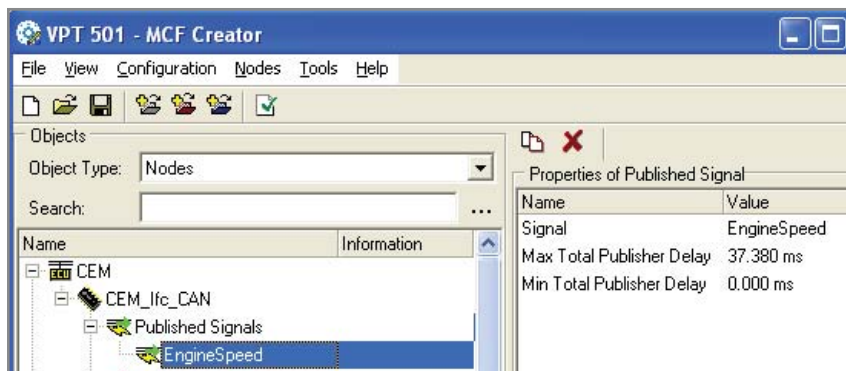 VPT 501 - MCF Creator
File View Configuration Nodes Tools Help
Objects
Object Type: Nodes
Search: ...
Name Information
CEM
CEM_Ifc_CAN
Published Signals
EngineSpeed
Properties of Published Signal
Name Value
Signal EngineSpeed
Max Total Publisher Delay 37.380 ms
Min Total Publisher Delay 0.000 ms